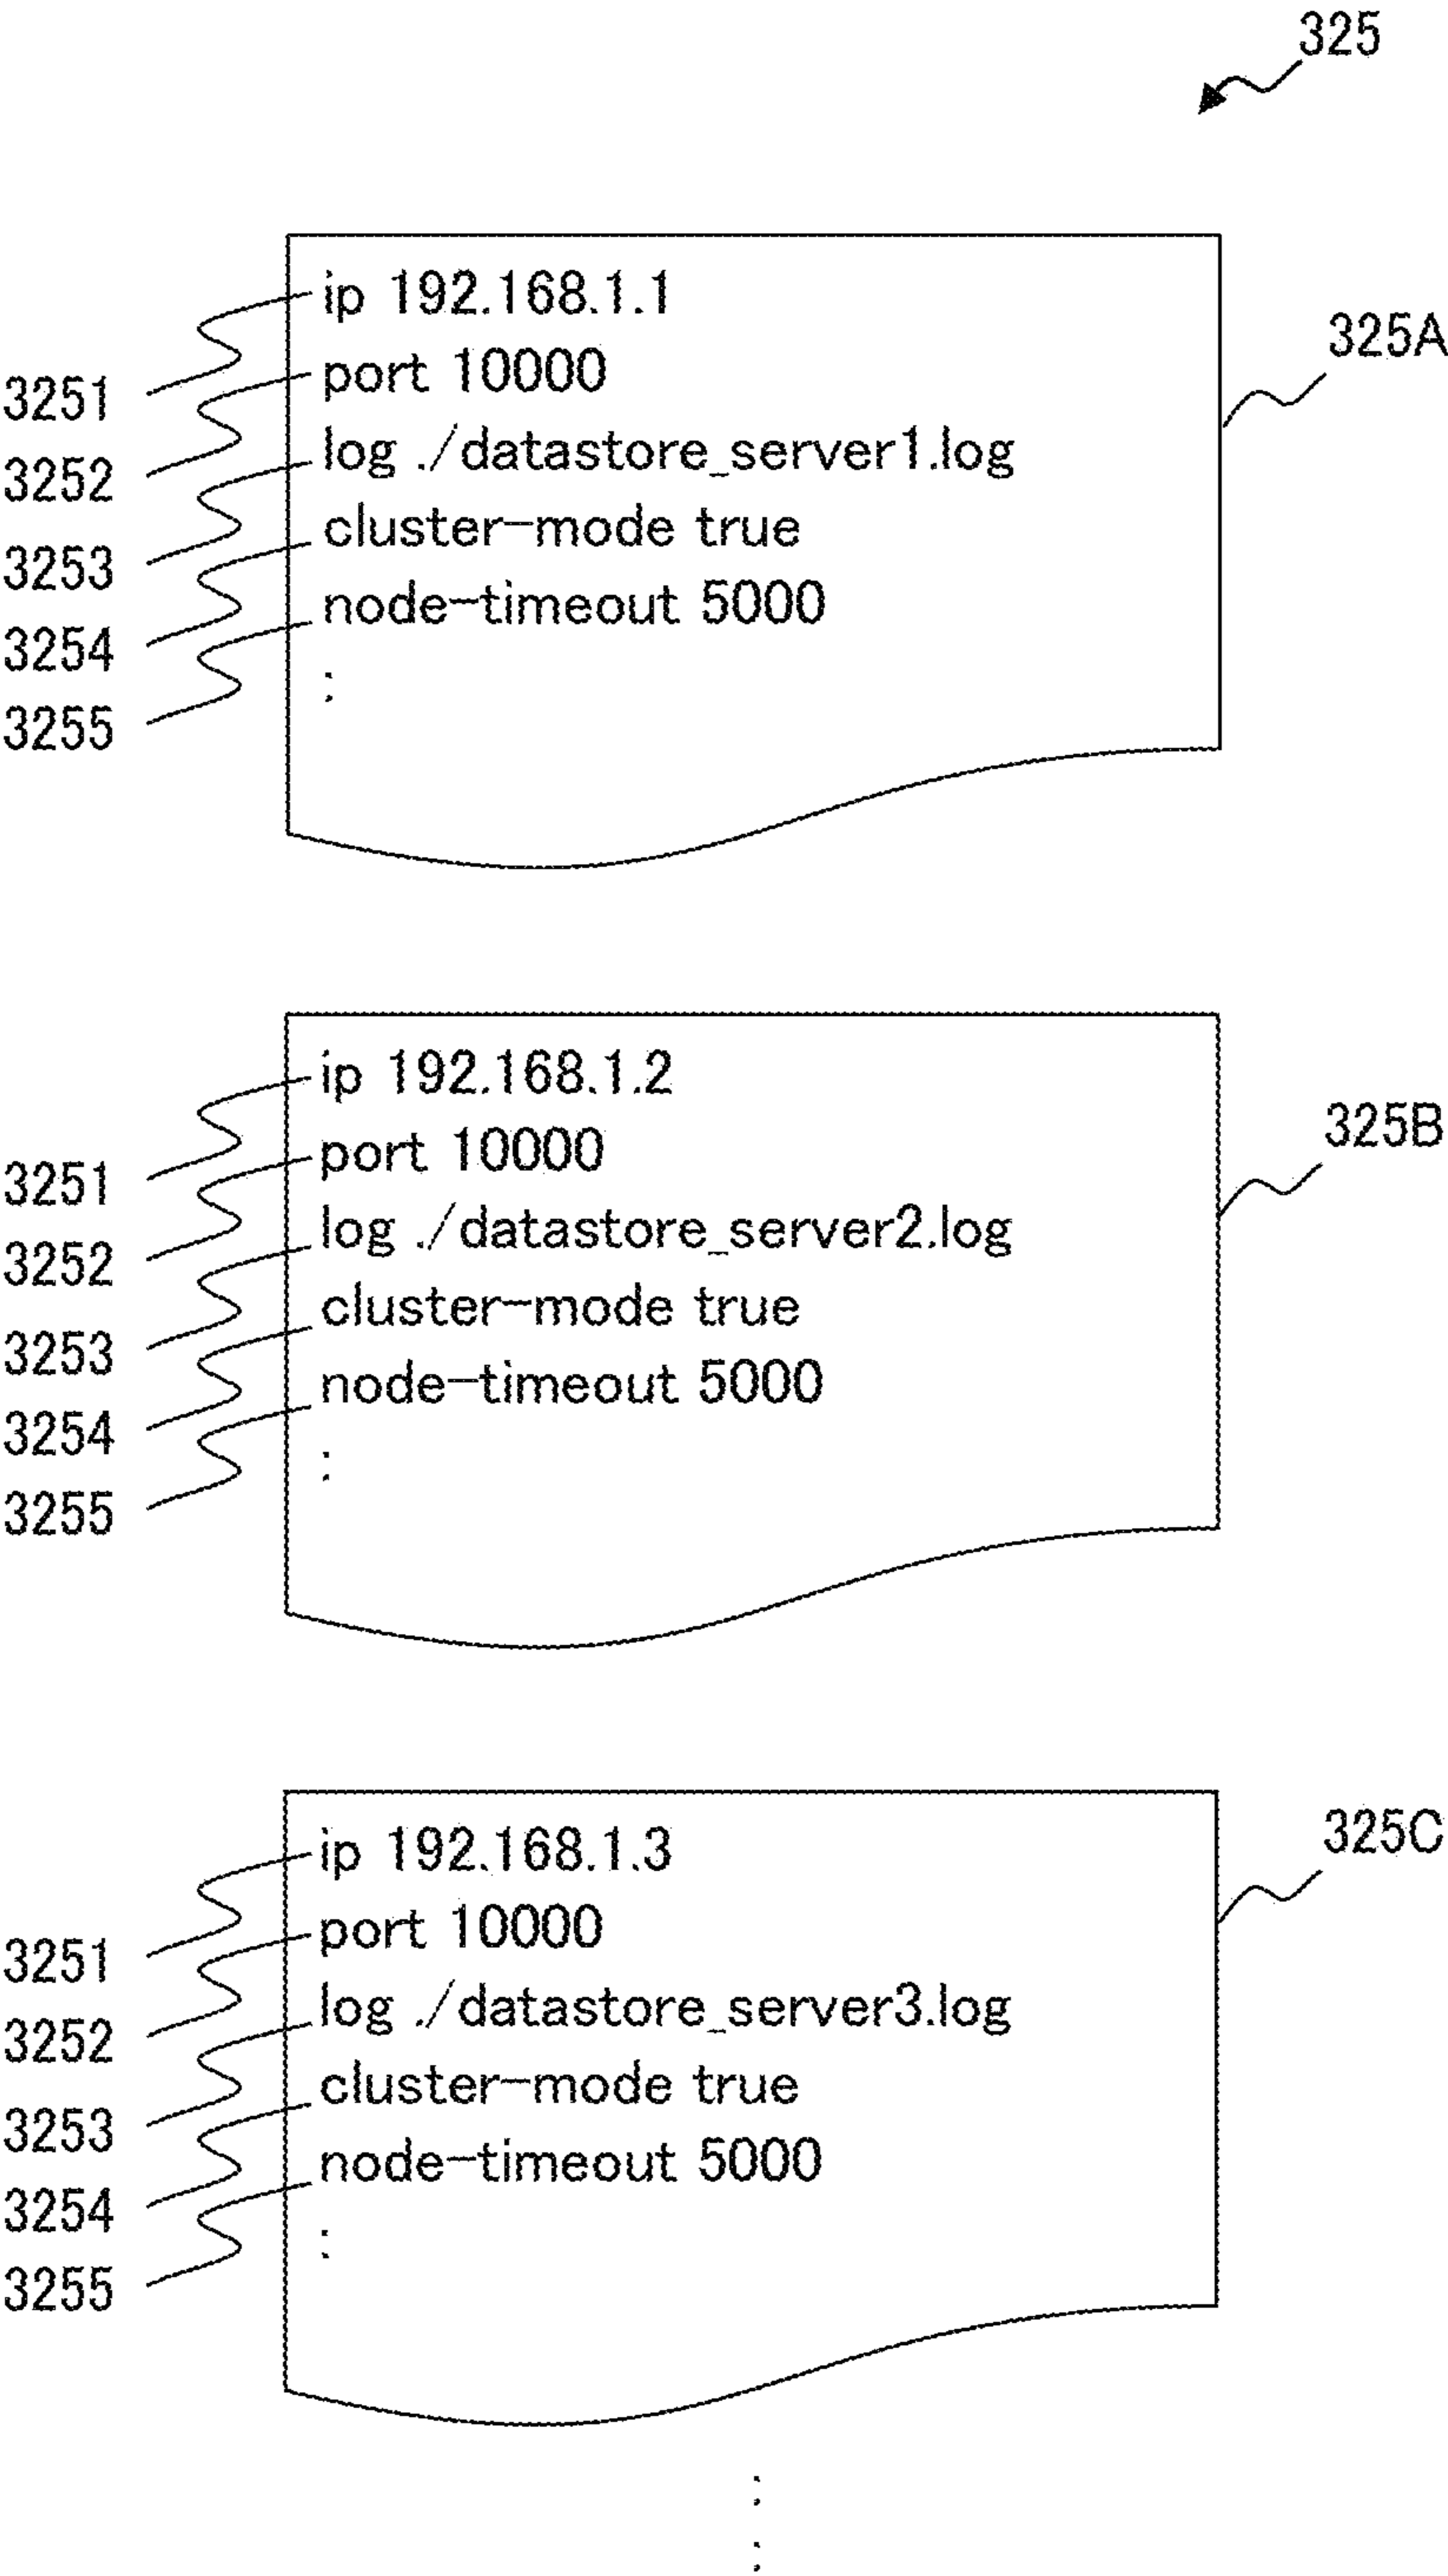 325
325A
ip 192.168.1.1
port 10000
log ./datastore_server1.log
cluster-mode true
node-timeout 5000
:
3251
3252
3253
3254
3255
325B
ip 192.168.1.2
port 10000
log ./datastore_server2.log
cluster-mode true
node-timeout 5000
:
3251
3252
3253
3254
3255
325C
ip 192.168.1.3
port 10000
log ./datastore_server3.log
cluster-mode true
node-timeout 5000
:
3251
3252
3253
3254
3255
:
: